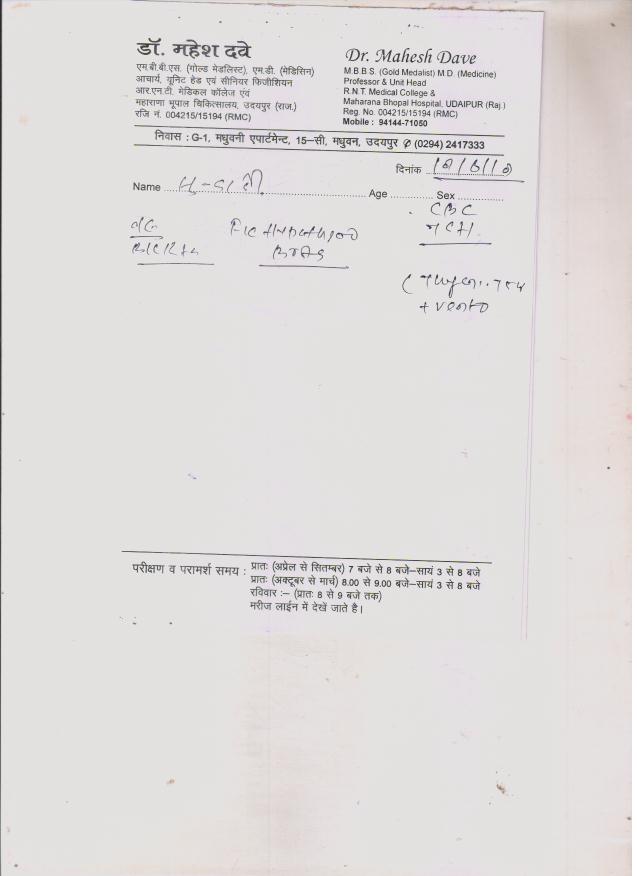 डॉ. महेश दवे
एम.बी.बी.एस. (गोल्ड मेडलिस्ट), एम.डी. (मेडिसिन)
आचार्य, यूनिट हेड एवं सीनियर फिजीशियन
आर.एन.टी. मेडिकल कॉलेज एवं
महाराणा भूपाल चिकित्सालय, उदयपुर (राज.)
रजि नं. 004215/15194 (RMC)
Dr. Mahesh Dave
M.B.B.S. (Gold Medalist) M.D. (Medicine)
Professor & Unit Head
R.N.T. Medical College &
Maharana Bhopal Hospital, UDAIPUR (Raj.)
Reg. No. 004215/15194 (RMC)
Mobile : 94144-71050
निवास : G-1, मधुवनी एपार्टमेन्ट, 15–सी, मधुवन, उदयपुर ✆ (0294) 2417333
दिनांक
Name Age Sex
CBC
परीक्षण व परामर्श समय : प्रातः (अप्रेल से सितम्बर) 7 बजे से 8 बजे–सायं 3 से 8 बजे
प्रातः (अक्टूबर से मार्च) 8.00 से 9.00 बजे–सायं 3 से 8 बजे
रविवार :– (प्रातः 8 से 9 बजे तक)
मरीज लाईन में देखें जाते है।